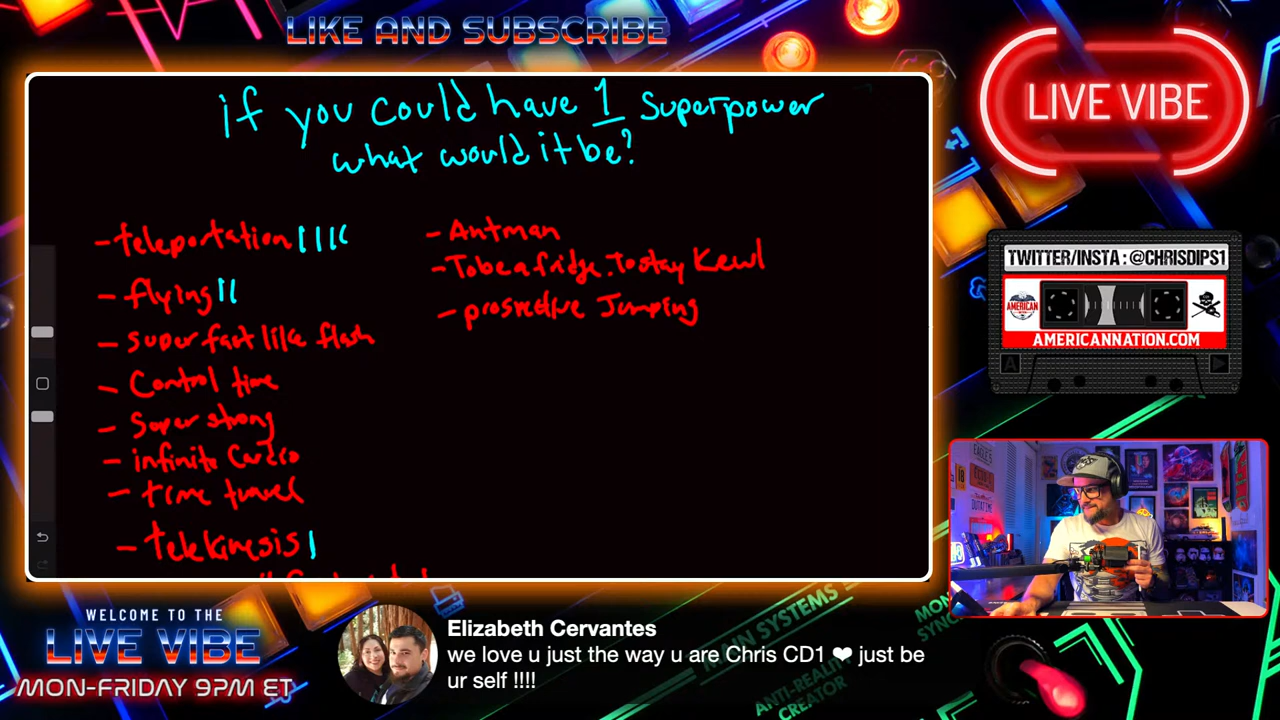 LIKE AND SUBSCRIBE
if you could have 1 Superpower
what would it be?
- teleportation
- flying
- super fast like flash
- Control time
- Super strong
- infinite
- time travel
- telekinesis
- Antman
- To be a fridge. To stay Kewl
- Jumping
LIVE VIBE
TWITTER/INSTA : @CHRISDIPS1
AMERICAN
AMERICANNATION.COM
A
WELCOME TO THE
LIVE VIBE
MON-FRIDAY 9PM ET
Elizabeth Cervantes
we love u just the way u are Chris CD1 ❤ just be
ur self !!!!
SYSTEMS
CREATOR